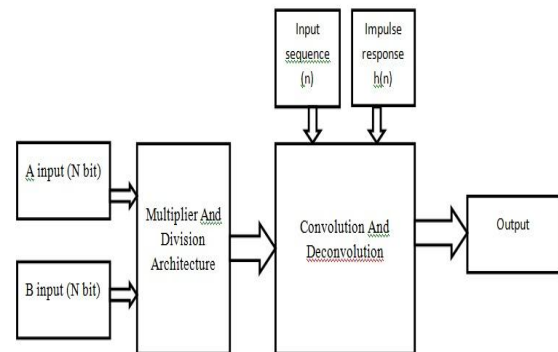 Input
sequence
(n)
Impulse
response
h(n)
A input (N bit)
B input (N bit)
Multiplier And
Division
Architecture
Convolution And
Deconvolution
Output